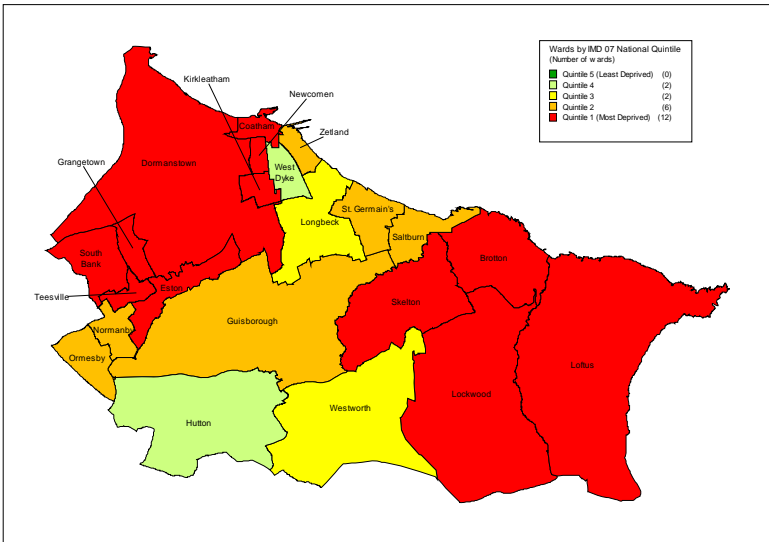 Wards by IMD 07 National Quintile
(Number of wards)
Quintile 5 (Least Deprived) (0)
Quintile 4 (2)
Quintile 3 (2)
Quintile 2 (6)
Quintile 1 (Most Deprived) (12)
Kirkleatham
Newcomen
Coatham
Zetland
Grangetown
Dormanstown
West
Dyke
St. Germain's
Longbeck
Saltburn
South
Bank
Brotton
Teesville
Eston
Skelton
Guisborough
Normanby
Ormesby
Loftus
Lockwood
Westworth
Hutton